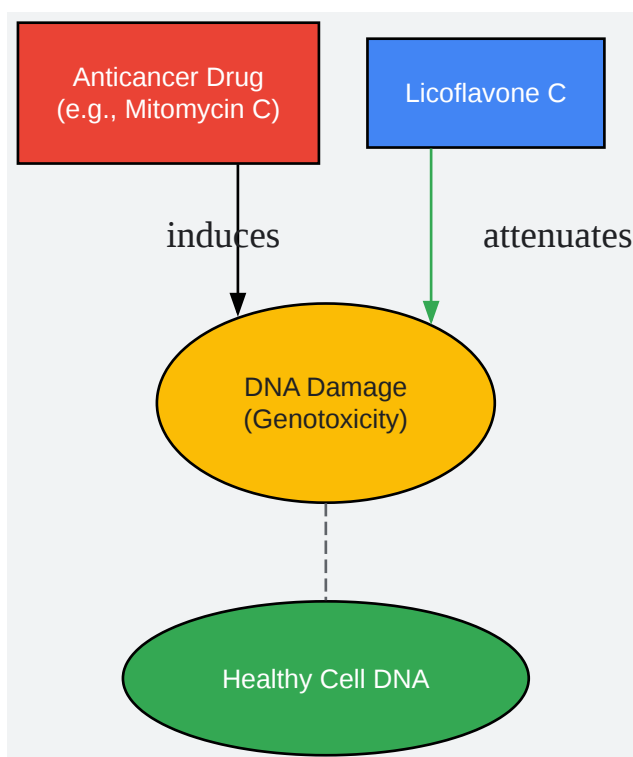 Anticancer Drug
(e.g., Mitomycin C)
Licoflavone C
induces
attenuates
DNA Damage
(Genotoxicity)
Healthy Cell DNA